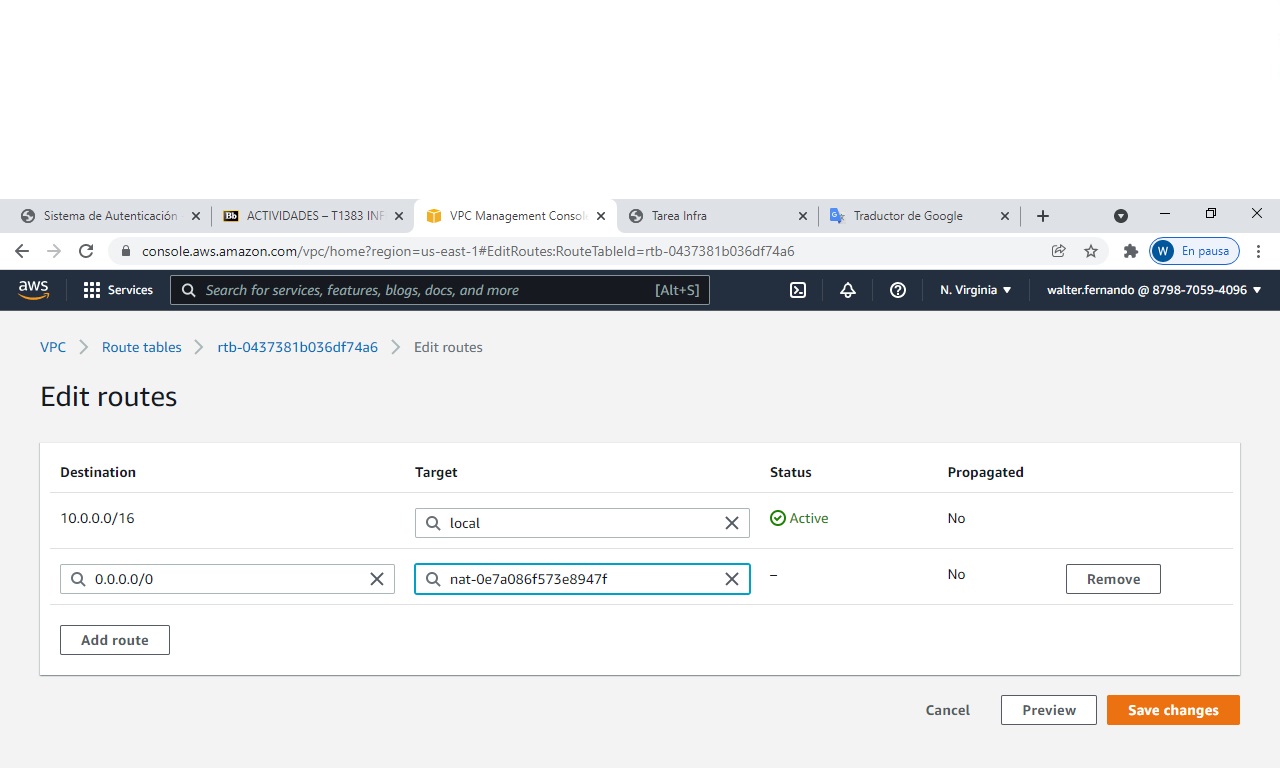 Sistema de Autenticación
ACTIVIDADES – T1383 INF
VPC Management Consol
Tarea Infra
Traductor de Google
console.aws.amazon.com/vpc/home?region=us-east-1#EditRoutes:RouteTableId=rtb-0437381b036df74a6
W En pausa
aws
Services
Search for services, features, blogs, docs, and more [Alt+S]
N. Virginia
walter.fernando @ 8798-7059-4096
VPC
Route tables
rtb-0437381b036df74a6
Edit routes
Edit routes
Destination Target Status Propagated
10.0.0.0/16 local Active No
0.0.0.0/0 nat-0e7a086f573e8947f – No Remove
Add route
Cancel Preview Save changes